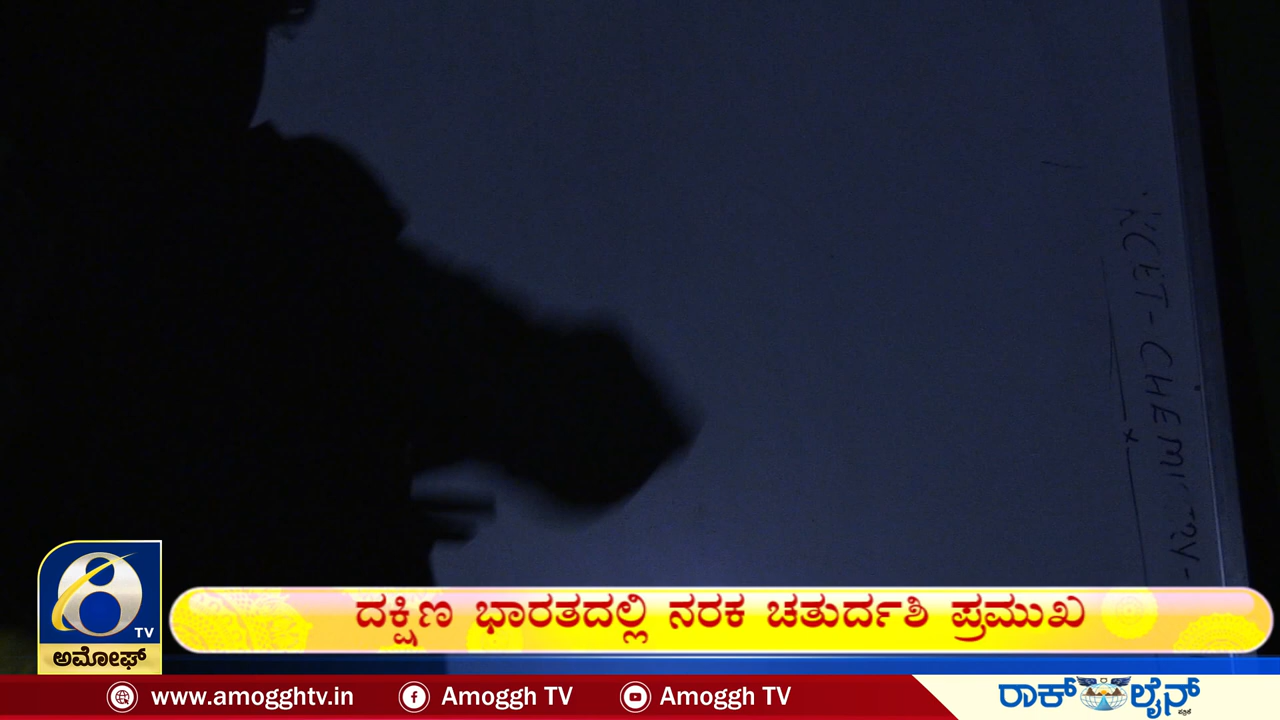 KCET-CHEMI
TV
ಅಮೋಘ್
ದಕ್ಷಿಣ ಭಾರತದಲ್ಲಿ ನರಕ ಚತುರ್ದಶಿ ಪ್ರಮುಖ
www.amogghtv.in Amoggh TV Amoggh TV
ರಾಕ್ ಲೈನ್